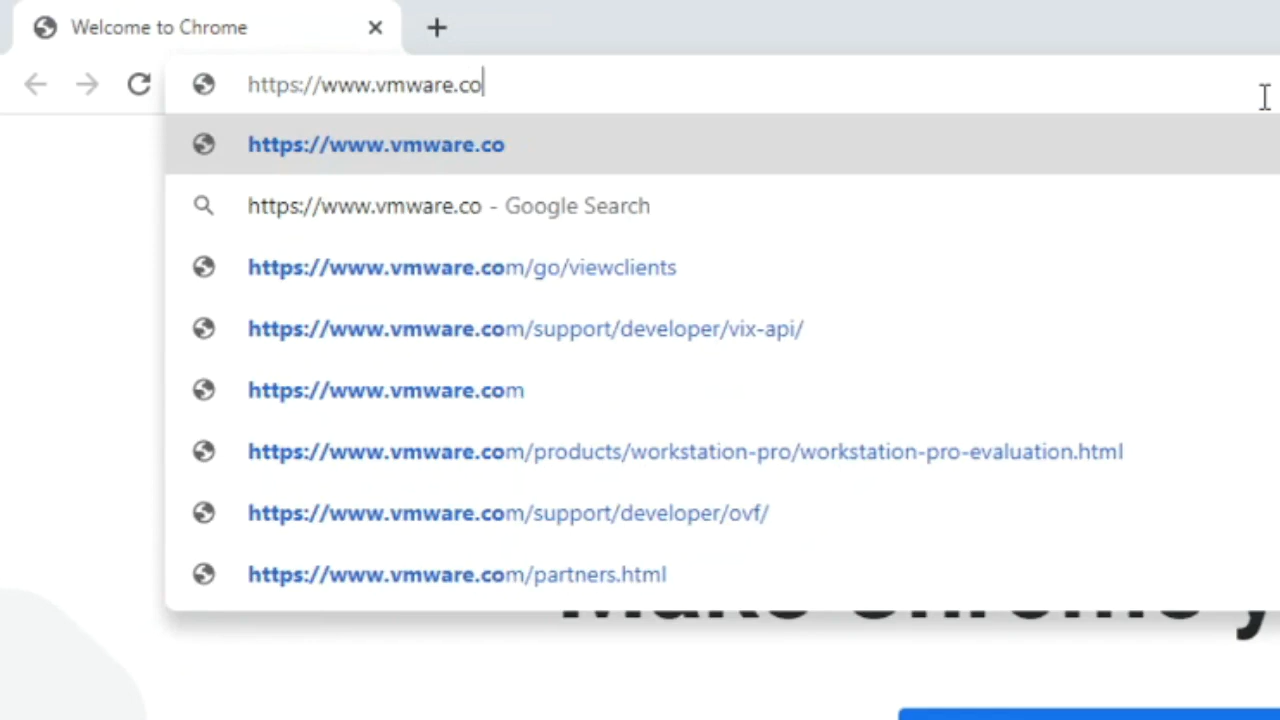 Welcome to Chrome
https://www.vmware.co
https://www.vmware.co
https://www.vmware.co - Google Search
https://www.vmware.com/go/viewclients
https://www.vmware.com/support/developer/vix-api/
https://www.vmware.com
https://www.vmware.com/products/workstation-pro/workstation-pro-evaluation.html
https://www.vmware.com/support/developer/ovf/
https://www.vmware.com/partners.html
Make Chrome y